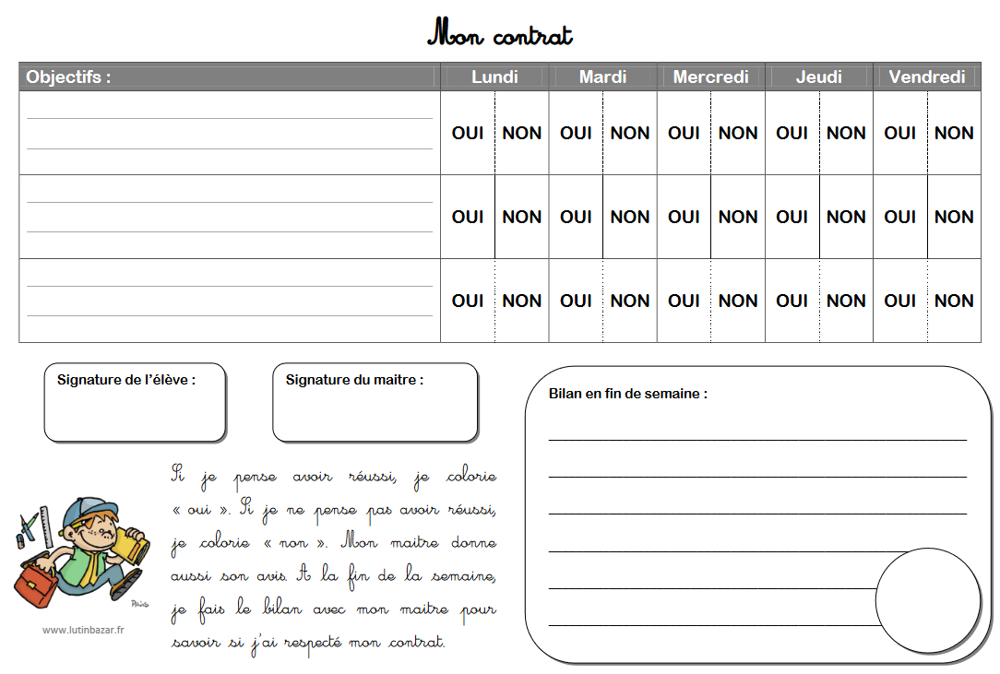 Mon contrat
Objectifs : Lundi Mardi Mercredi Jeudi Vendredi
OUI NON OUI NON OUI NON OUI NON OUI NON
OUI NON OUI NON OUI NON OUI NON OUI NON
OUI NON OUI NON OUI NON OUI NON OUI NON
Signature de l'élève :
Signature du maitre :
Bilan en fin de semaine :
Si je pense avoir réussi, je colorie
« oui ». Si je ne pense pas avoir réussi,
je colorie « non ». Mon maitre donne
aussi son avis. A la fin de la semaine,
je fais le bilan avec mon maitre pour
savoir si j'ai respecté mon contrat.
Pris
www.lutinbazar.fr